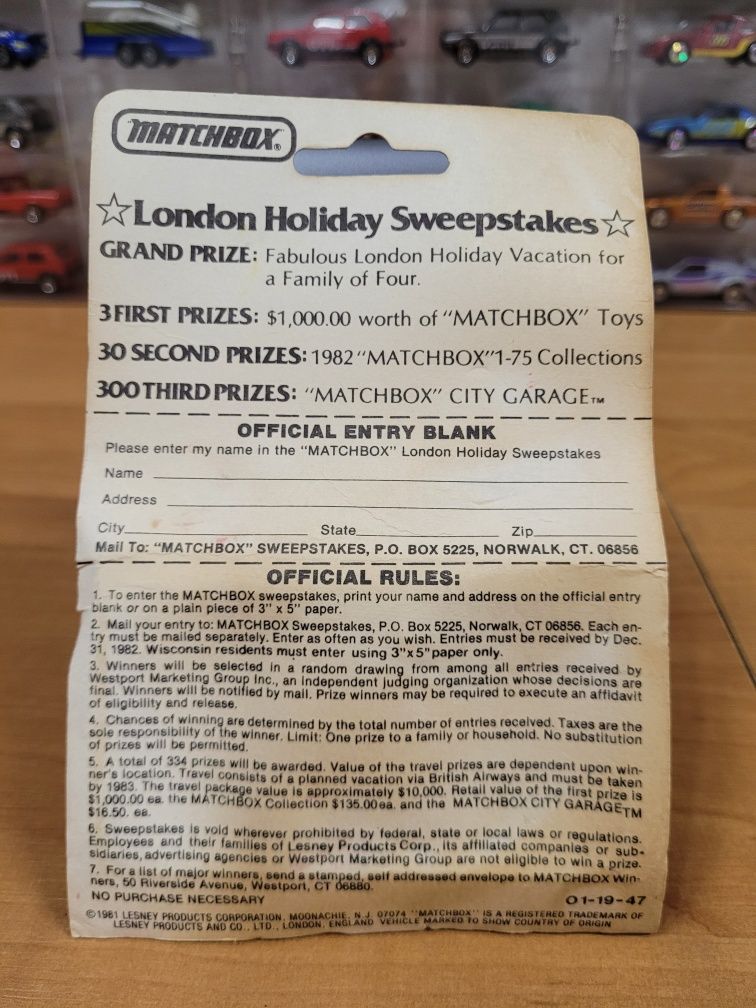 MATCHBOX®
☆London Holiday Sweepstakes☆
GRAND PRIZE: Fabulous London Holiday Vacation for
a Family of Four.
3 FIRST PRIZES: $1,000.00 worth of "MATCHBOX" Toys
30 SECOND PRIZES: 1982 "MATCHBOX" 1-75 Collections
300 THIRD PRIZES: "MATCHBOX" CITY GARAGE™
OFFICIAL ENTRY BLANK
Please enter my name in the "MATCHBOX" London Holiday Sweepstakes
Name
Address
City State Zip
Mail To: "MATCHBOX" SWEEPSTAKES, P.O. BOX 5225, NORWALK, CT. 06856
OFFICIAL RULES:
1. To enter the MATCHBOX sweepstakes, print your name and address on the official entry
blank or on a plain piece of 3" x 5" paper.
2. Mail your entry to: MATCHBOX Sweepstakes, P.O. Box 5225, Norwalk, CT 06856. Each en-
try must be mailed separately. Enter as often as you wish. Entries must be received by Dec.
31, 1982. Wisconsin residents must enter using 3"x5" paper only.
3. Winners will be selected in a random drawing from among all entries received by
Westport Marketing Group Inc., an independent judging organization whose decisions are
final. Winners will be notified by mail. Prize winners may be required to execute an affidavit
of eligibility and release.
4. Chances of winning are determined by the total number of entries received. Taxes are the
sole responsibility of the winner. Limit: One prize to a family or household. No substitution
of prizes will be permitted.
5. A total of 334 prizes will be awarded. Value of the travel prizes are dependent upon win-
ner's location. Travel consists of a planned vacation via British Airways and must be taken
by 1983. The travel package value is approximately $10,000. Retail value of the first prize is
$1,000.00 ea. the MATCHBOX Collection $135.00 ea. and the MATCHBOX CITY GARAGE™
$16.50. ea.
6. Sweepstakes is void wherever prohibited by federal, state or local laws or regulations.
Employees and their families of Lesney Products Corp., its affiliated companies or sub-
sidiaries, advertising agencies or Westport Marketing Group are not eligible to win a prize.
7. For a list of major winners, send a stamped, self addressed envelope to MATCHBOX Win-
ners, 50 Riverside Avenue, Westport, CT 06880.
NO PURCHASE NECESSARY 01-19-47
©1981 LESNEY PRODUCTS CORPORATION, MOONACHIE, N.J. 07074 "MATCHBOX" IS A REGISTERED TRADEMARK OF
LESNEY PRODUCTS AND CO., LTD., LONDON, ENGLAND VEHICLE MARKED TO SHOW COUNTRY OF ORIGIN